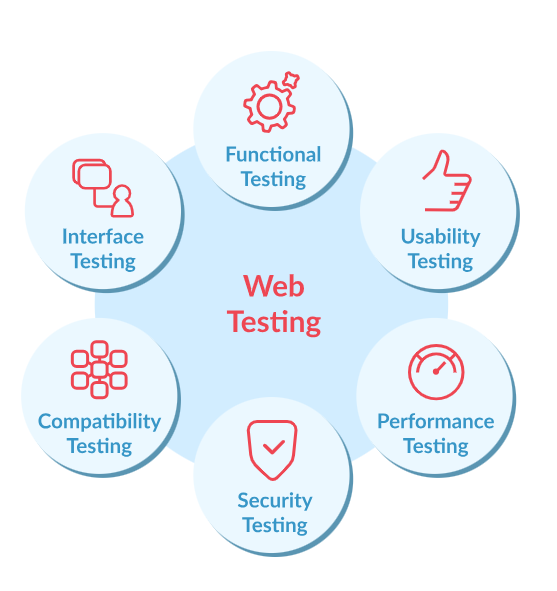 Functional
Testing
Interface
Testing
Usability
Testing
Web
Testing
Compatibility
Testing
Performance
Testing
Security
Testing